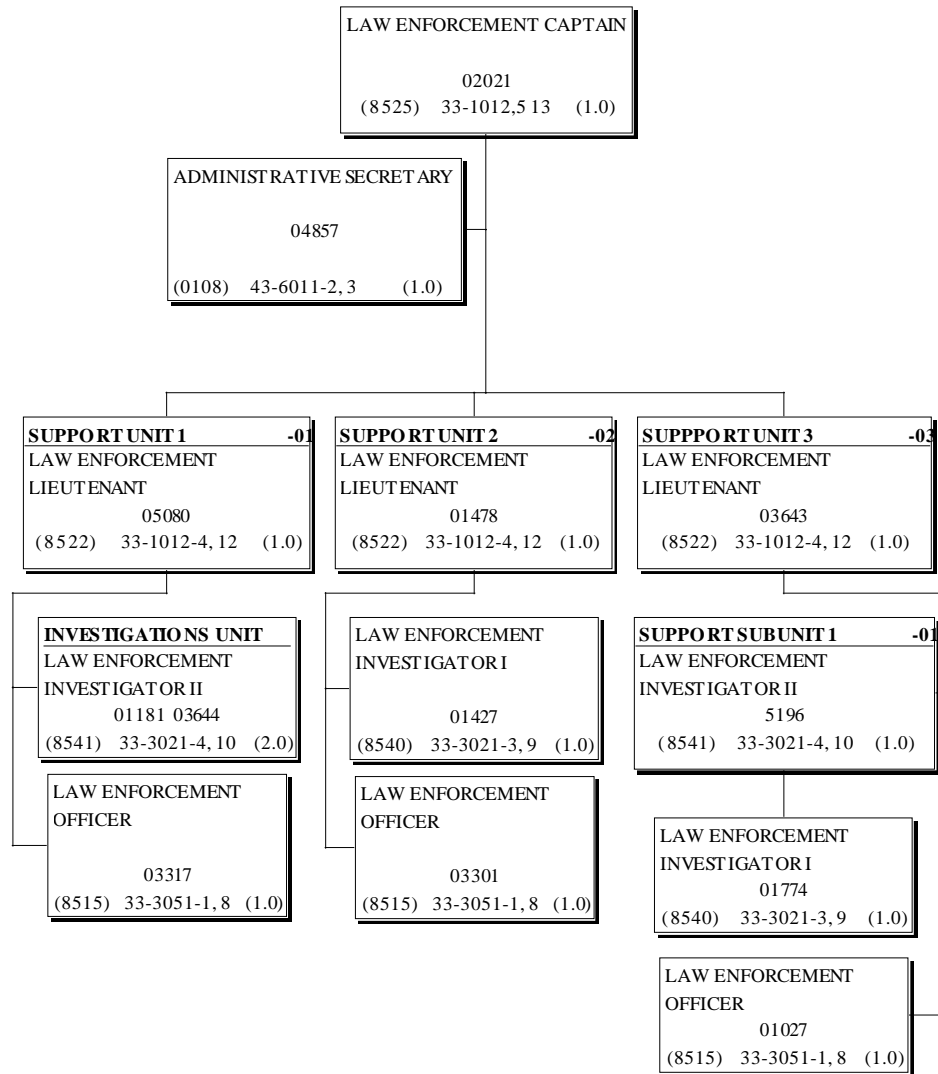 LAW ENFORCEMENT CAPTAIN
02021
(8525) 33-1012,5 13 (1.0)
ADMINISTRATIVE SECRETARY
04857
(0108) 43-6011-2, 3 (1.0)
SUPPORT UNIT 1 -01
LAW ENFORCEMENT
LIEUTENANT
05080
(8522) 33-1012-4, 12 (1.0)
SUPPORT UNIT 2 -02
LAW ENFORCEMENT
LIEUTENANT
01478
(8522) 33-1012-4, 12 (1.0)
SUPPPORT UNIT 3 -03
LAW ENFORCEMENT
LIEUTENANT
03643
(8522) 33-1012-4, 12 (1.0)
INVESTIGATIONS UNIT
LAW ENFORCEMENT
INVESTIGATOR II
01181 03644
(8541) 33-3021-4, 10 (2.0)
LAW ENFORCEMENT
INVESTIGATOR I
01427
(8540) 33-3021-3, 9 (1.0)
SUPPORT SUBUNIT 1 -01
LAW ENFORCEMENT
INVESTIGATOR II
5196
(8541) 33-3021-4, 10 (1.0)
LAW ENFORCEMENT
OFFICER
03317
(8515) 33-3051-1, 8 (1.0)
LAW ENFORCEMENT
OFFICER
03301
(8515) 33-3051-1, 8 (1.0)
LAW ENFORCEMENT
INVESTIGATOR I
01774
(8540) 33-3021-3, 9 (1.0)
LAW ENFORCEMENT
OFFICER
01027
(8515) 33-3051-1, 8 (1.0)